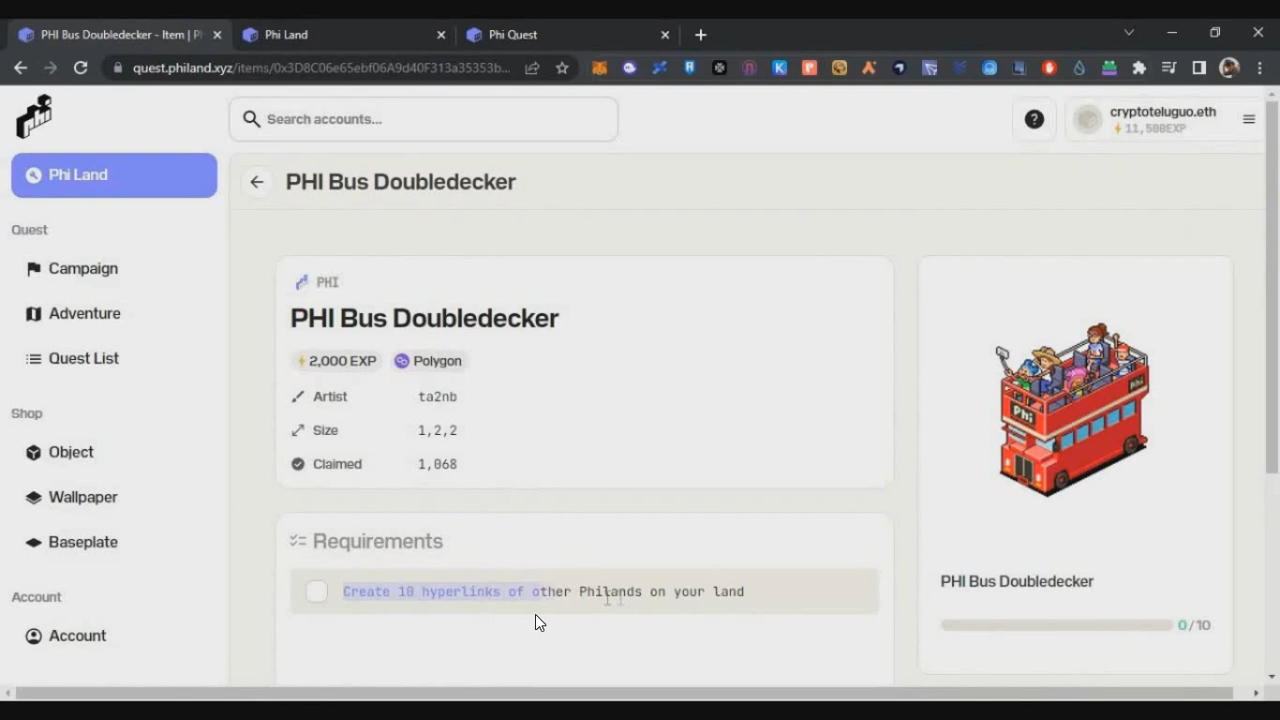 PHI Bus Doubledecker - Item | P
Phi Land
Phi Quest
quest.philand.xyz/items/0x3D8C06e65ebf06A9d40F313a35353b...
Search accounts...
cryptoteluguo.eth
11,500EXP
Phi Land
PHI Bus Doubledecker
Quest
Campaign
Adventure
Quest List
Shop
Object
Wallpaper
Baseplate
Account
Account
PHI
PHI Bus Doubledecker
2,000 EXP
Polygon
Artist ta2nb
Size 1,2,2
Claimed 1,068
Requirements
Create 10 hyperlinks of other Philands on your land
Phi
Phi
PHI Bus Doubledecker
0/10